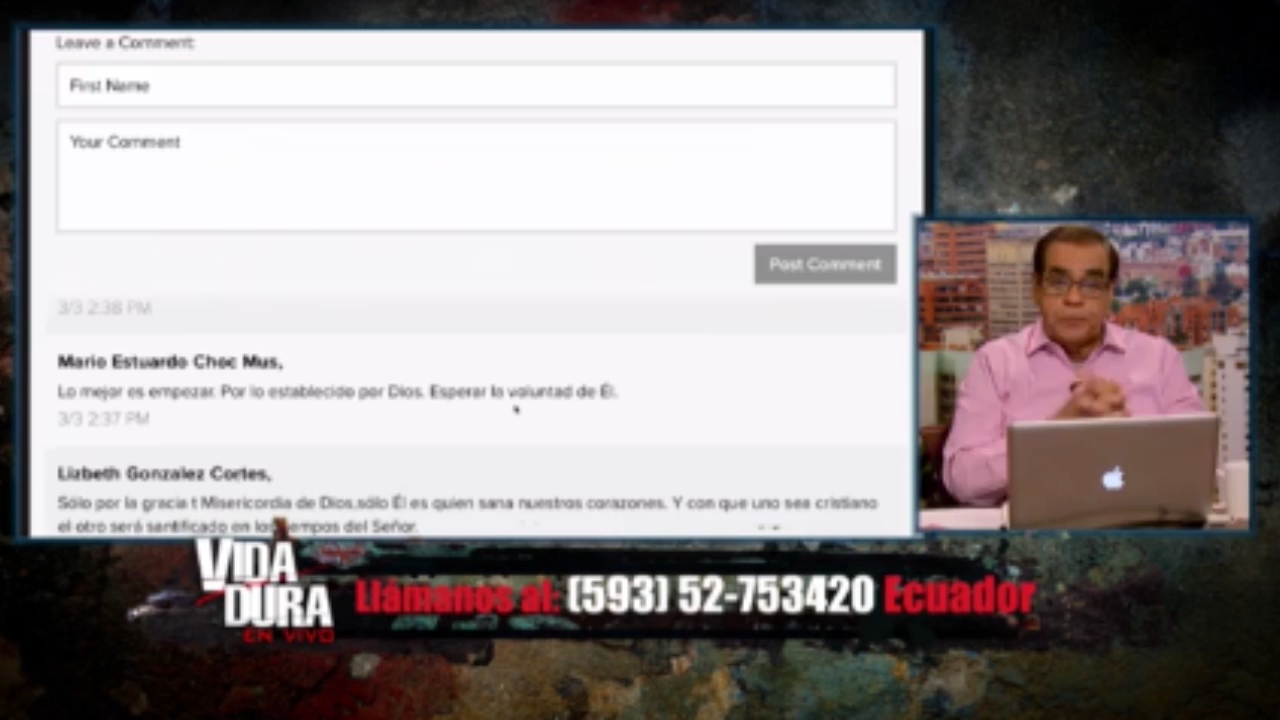 Leave a Comment:
First Name
Your Comment
Post Comment
3/3 2:38 PM
Mario Estuardo Choc Mus,
Lo mejor es empezar. Por lo establecido por Dios. Esperar la voluntad de Él.
3/3 2:37 PM
Lizbeth Gonzalez Cortes,
Sólo por la gracia t Misericordia de Dios,sólo Él es quien sana nuestros corazones. Y con que uno sea cristiano
el otro será santificado en los tiempos del Señor.
VIDA
DURA
EN VIVO
Llámanos al: (593) 52-753420 Ecuador